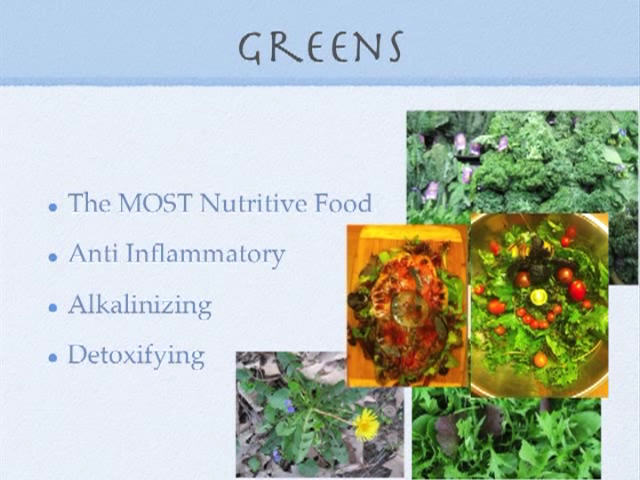 GREENS
• The MOST Nutritive Food
• Anti Inflammatory
• Alkalinizing
• Detoxifying